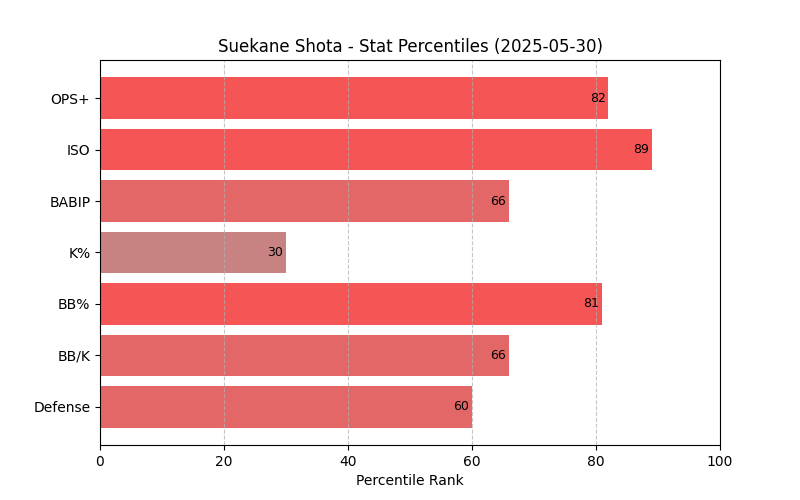 Suekane Shota - Stat Percentiles (2025-05-30)
OPS+ 82
ISO 89
BABIP 66
K% 30
BB% 81
BB/K 66
Defense 60
0 20 40 60 80 100
Percentile Rank